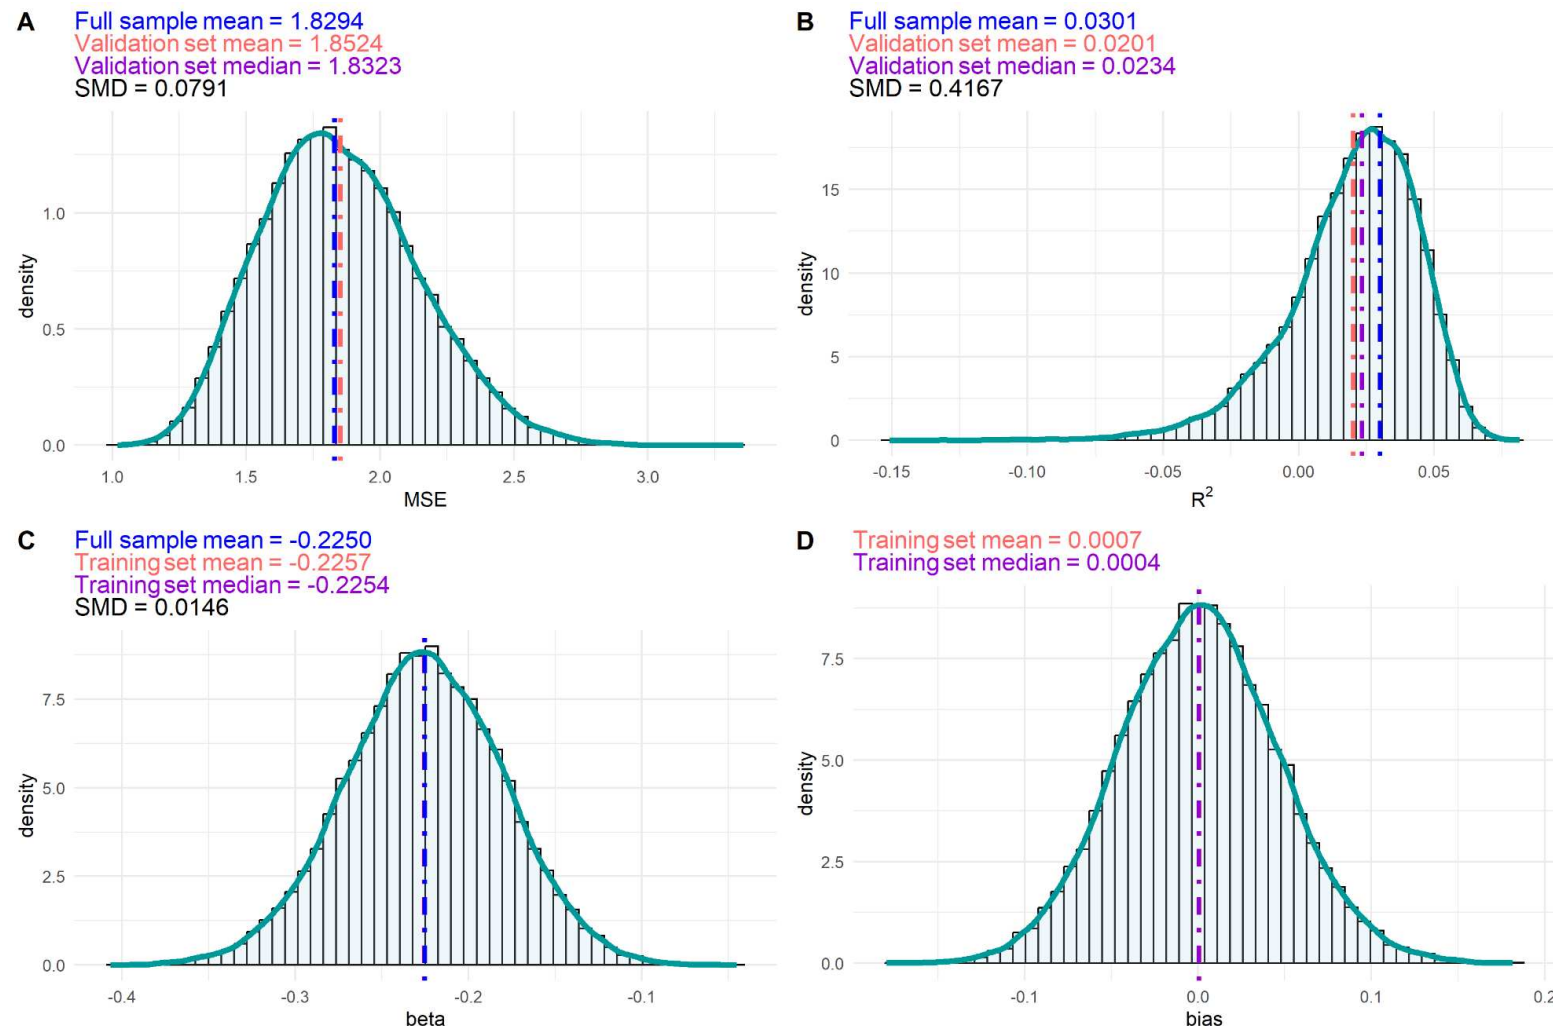 A
Full sample mean = 1.8294
Validation set mean = 1.8524
Validation set median = 1.8323
SMD = 0.0791
density
1.0
0.5
0.0
1.0 1.5 2.0 2.5 3.0
MSE
B
Full sample mean = 0.0301
Validation set mean = 0.0201
Validation set median = 0.0234
SMD = 0.4167
density
15
10
5
0
-0.15 -0.10 -0.05 0.00 0.05
R²
C
Full sample mean = -0.2250
Training set mean = -0.2257
Training set median = -0.2254
SMD = 0.0146
density
7.5
5.0
2.5
0.0
-0.4 -0.3 -0.2 -0.1
beta
D
Training set mean = 0.0007
Training set median = 0.0004
density
7.5
5.0
2.5
0.0
-0.1 0.0 0.1 0.2
bias